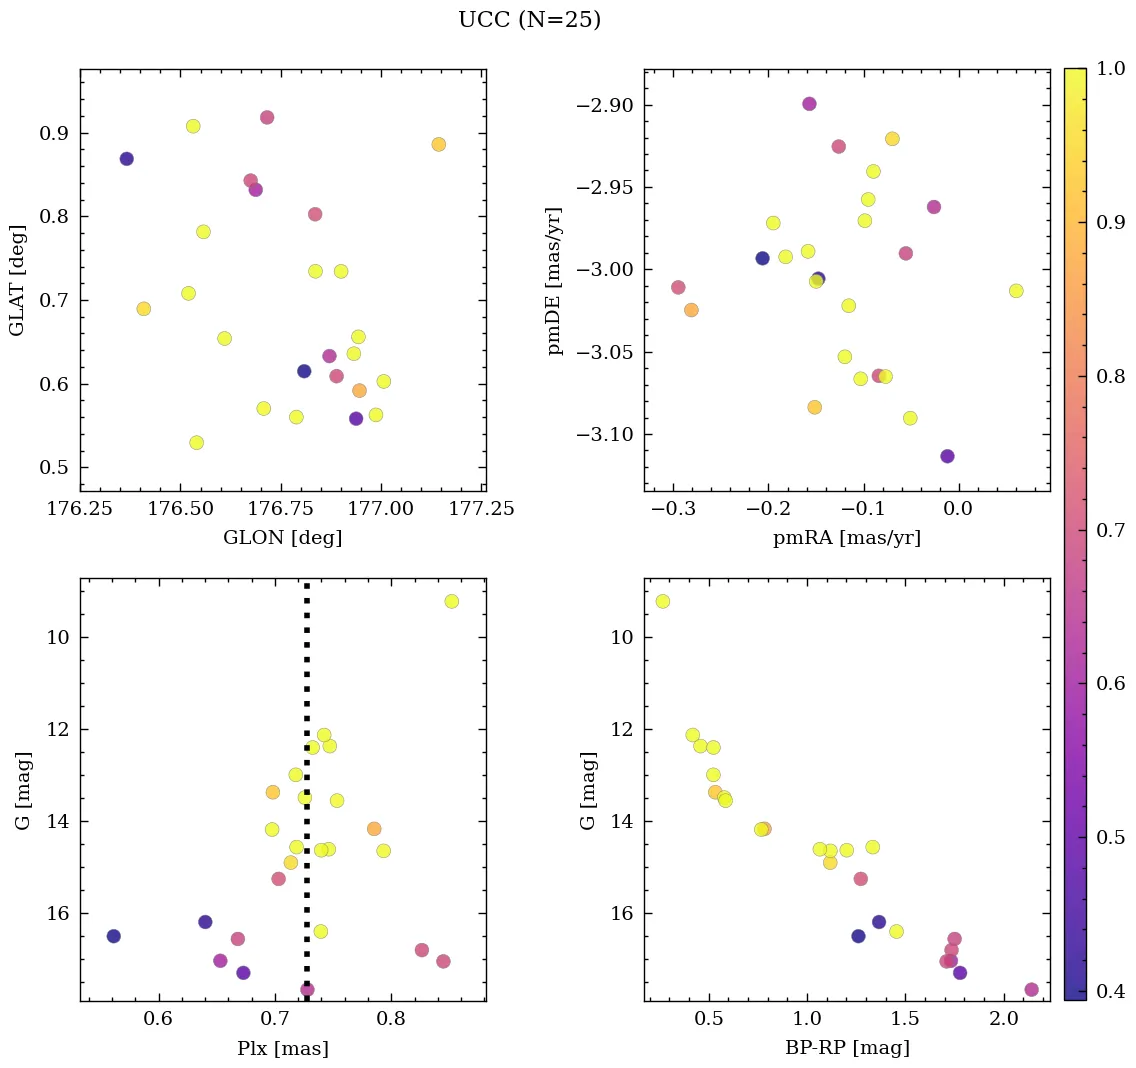 UCC (N=25)
0.9
0.8
0.7
0.6
0.5
GLAT [deg]
176.25 176.50 176.75 177.00 177.25
GLON [deg]
−2.90
−2.95
−3.00
−3.05
−3.10
pmDE [mas/yr]
−0.3 −0.2 −0.1 0.0
pmRA [mas/yr]
10
12
14
16
G [mag]
0.6 0.7 0.8
Plx [mas]
10
12
14
16
G [mag]
0.5 1.0 1.5 2.0
BP-RP [mag]
1.0
0.9
0.8
0.7
0.6
0.5
0.4